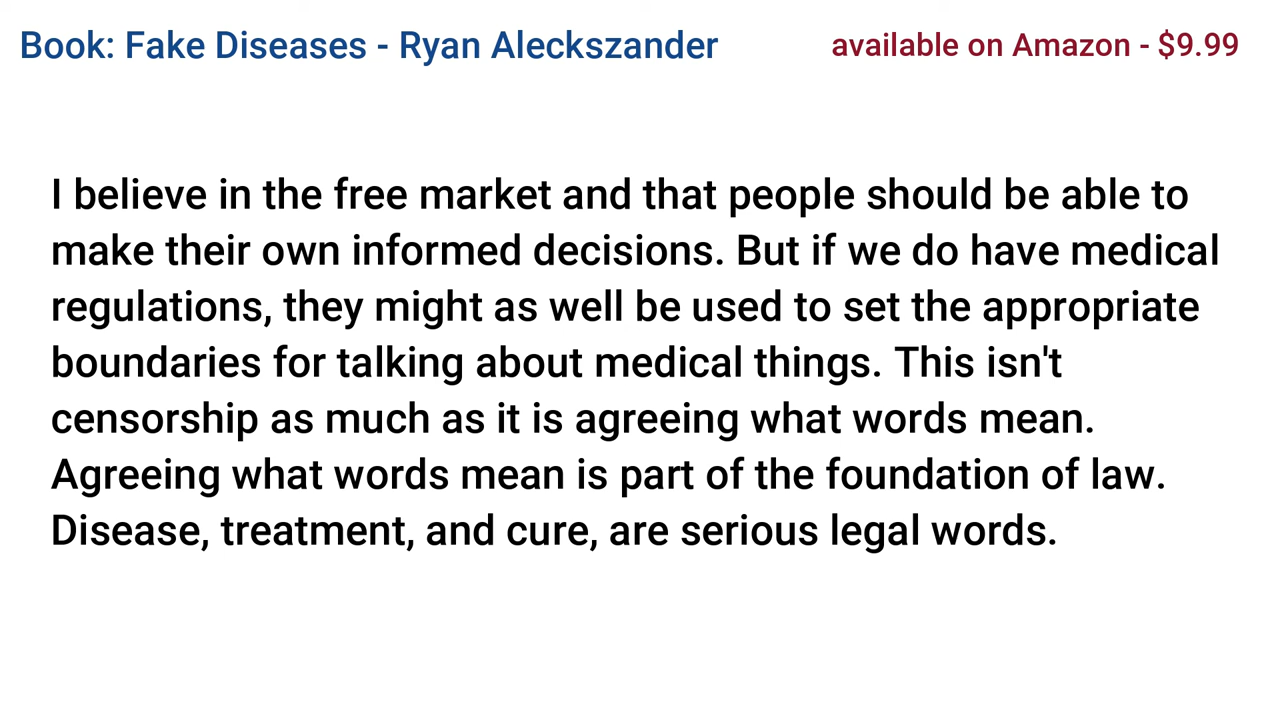 Book: Fake Diseases - Ryan Aleckszander
available on Amazon - $9.99
I believe in the free market and that people should be able to
make their own informed decisions. But if we do have medical
regulations, they might as well be used to set the appropriate
boundaries for talking about medical things. This isn't
censorship as much as it is agreeing what words mean.
Agreeing what words mean is part of the foundation of law.
Disease, treatment, and cure, are serious legal words.